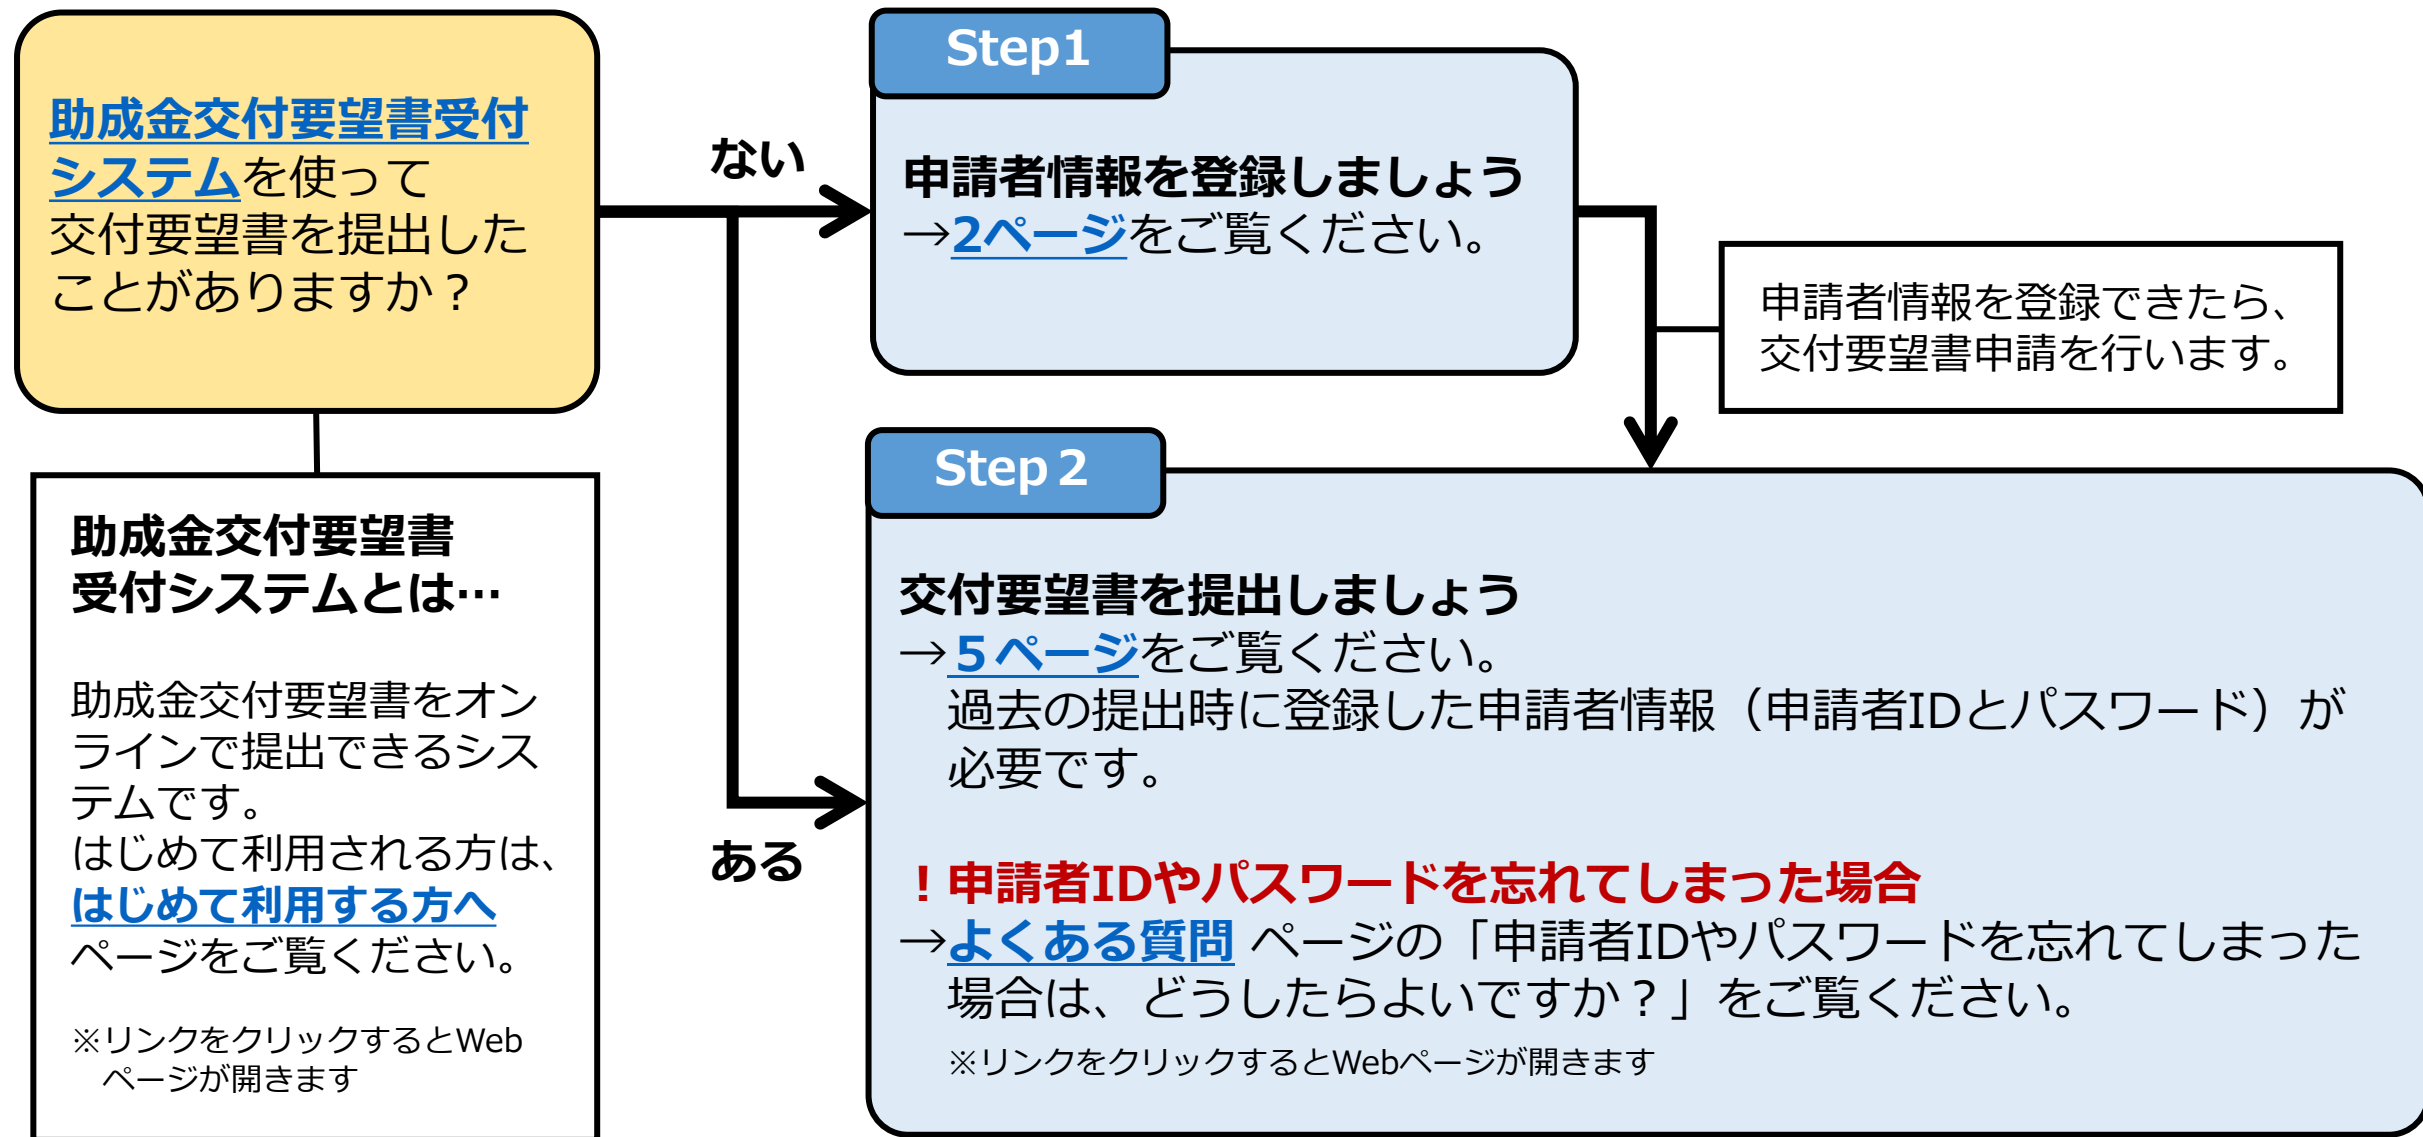 助成金交付要望書受付
システムを使って
交付要望書を提出した
ことがありますか？
助成金交付要望書
受付システムとは…
助成金交付要望書をオン
ラインで提出できるシス
テムです。
はじめて利用される方は、
はじめて利用する方へ
ページをご覧ください。
※リンクをクリックするとWeb
ページが開きます
ない
ある
Step1
申請者情報を登録しましょう
→2ページをご覧ください。
申請者情報を登録できたら、
交付要望書申請を行います。
Step２
交付要望書を提出しましょう
→５ページをご覧ください。
過去の提出時に登録した申請者情報（申請者IDとパスワード）が
必要です。
！申請者IDやパスワードを忘れてしまった場合
→よくある質問 ページの「申請者IDやパスワードを忘れてしまった
場合は、どうしたらよいですか？」をご覧ください。
※リンクをクリックするとWebページが開きます